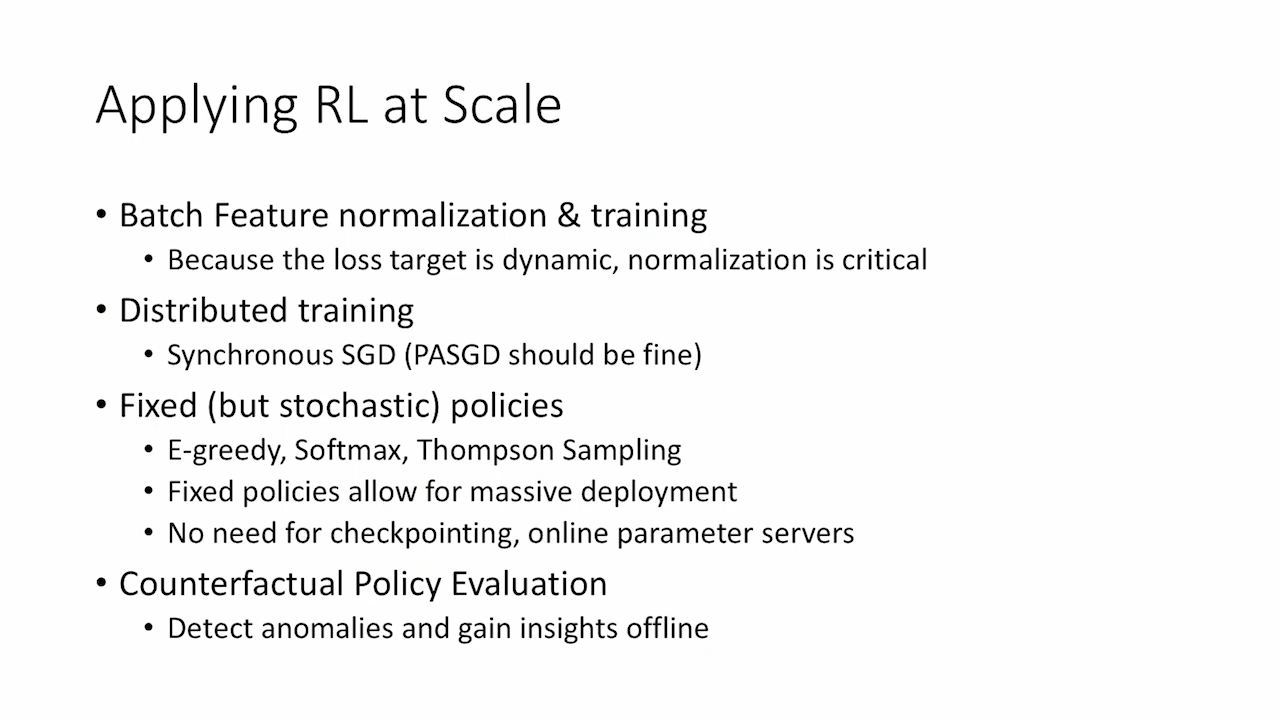 Applying RL at Scale
• Batch Feature normalization & training
• Because the loss target is dynamic, normalization is critical
• Distributed training
• Synchronous SGD (PASGD should be fine)
• Fixed (but stochastic) policies
• E-greedy, Softmax, Thompson Sampling
• Fixed policies allow for massive deployment
• No need for checkpointing, online parameter servers
• Counterfactual Policy Evaluation
• Detect anomalies and gain insights offline